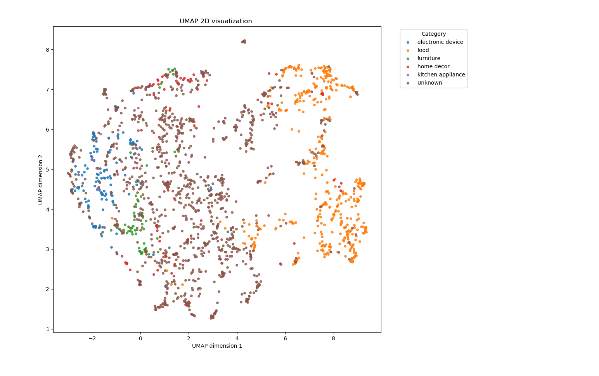 UMAP 2D visualization
Category
electronic device
food
furniture
home decor
kitchen appliance
Unknown
8
7
6
5
4
3
2
1
UMAP dimension 2
−2 0 2 4 6 8
UMAP dimension 1